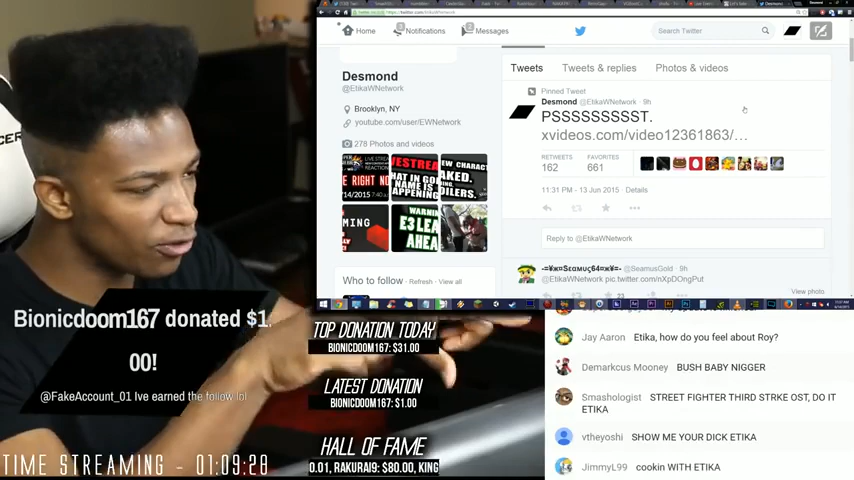 Home
Notifications
Messages
Search Twitter
Desmond
@EtikaWNetwork
Brooklyn, NY
youtube.com/user/EWNetwork
278 Photos and videos
Who to follow · Refresh · View all
Tweets
Tweets & replies
Photos & videos
Pinned Tweet
Desmond @EtikaWNetwork · 9h
PSSSSSSSSST.
xvideos.com/video12361863/…
RETWEETS
162
FAVORITES
661
11:31 PM - 13 Jun 2015 Details
Reply to @EtikaWNetwork
@SeamusGold · 9h
@EtikaWNetwork pic.twitter.com/nXpDOngPut
View photo
Bionicdoom167 donated $1.
00!
@FakeAccount_01 Ive earned the follow lol
TIME STREAMING - 01:09:28
TOP DONATION TODAY
BIONICDOOM167: $31.00
LATEST DONATION
BIONICDOOM167: $1.00
HALL OF FAME
0.01, RAKURAI9: $80.00, KING
Jay Aaron Etika, how do you feel about Roy?
Demarkcus Mooney BUSH BABY NIGGER
Smashologist STREET FIGHTER THIRD STRKE OST, DO IT
ETIKA
vtheyoshi SHOW ME YOUR DICK ETIKA
JimmyL99 cookin WITH ETIKA